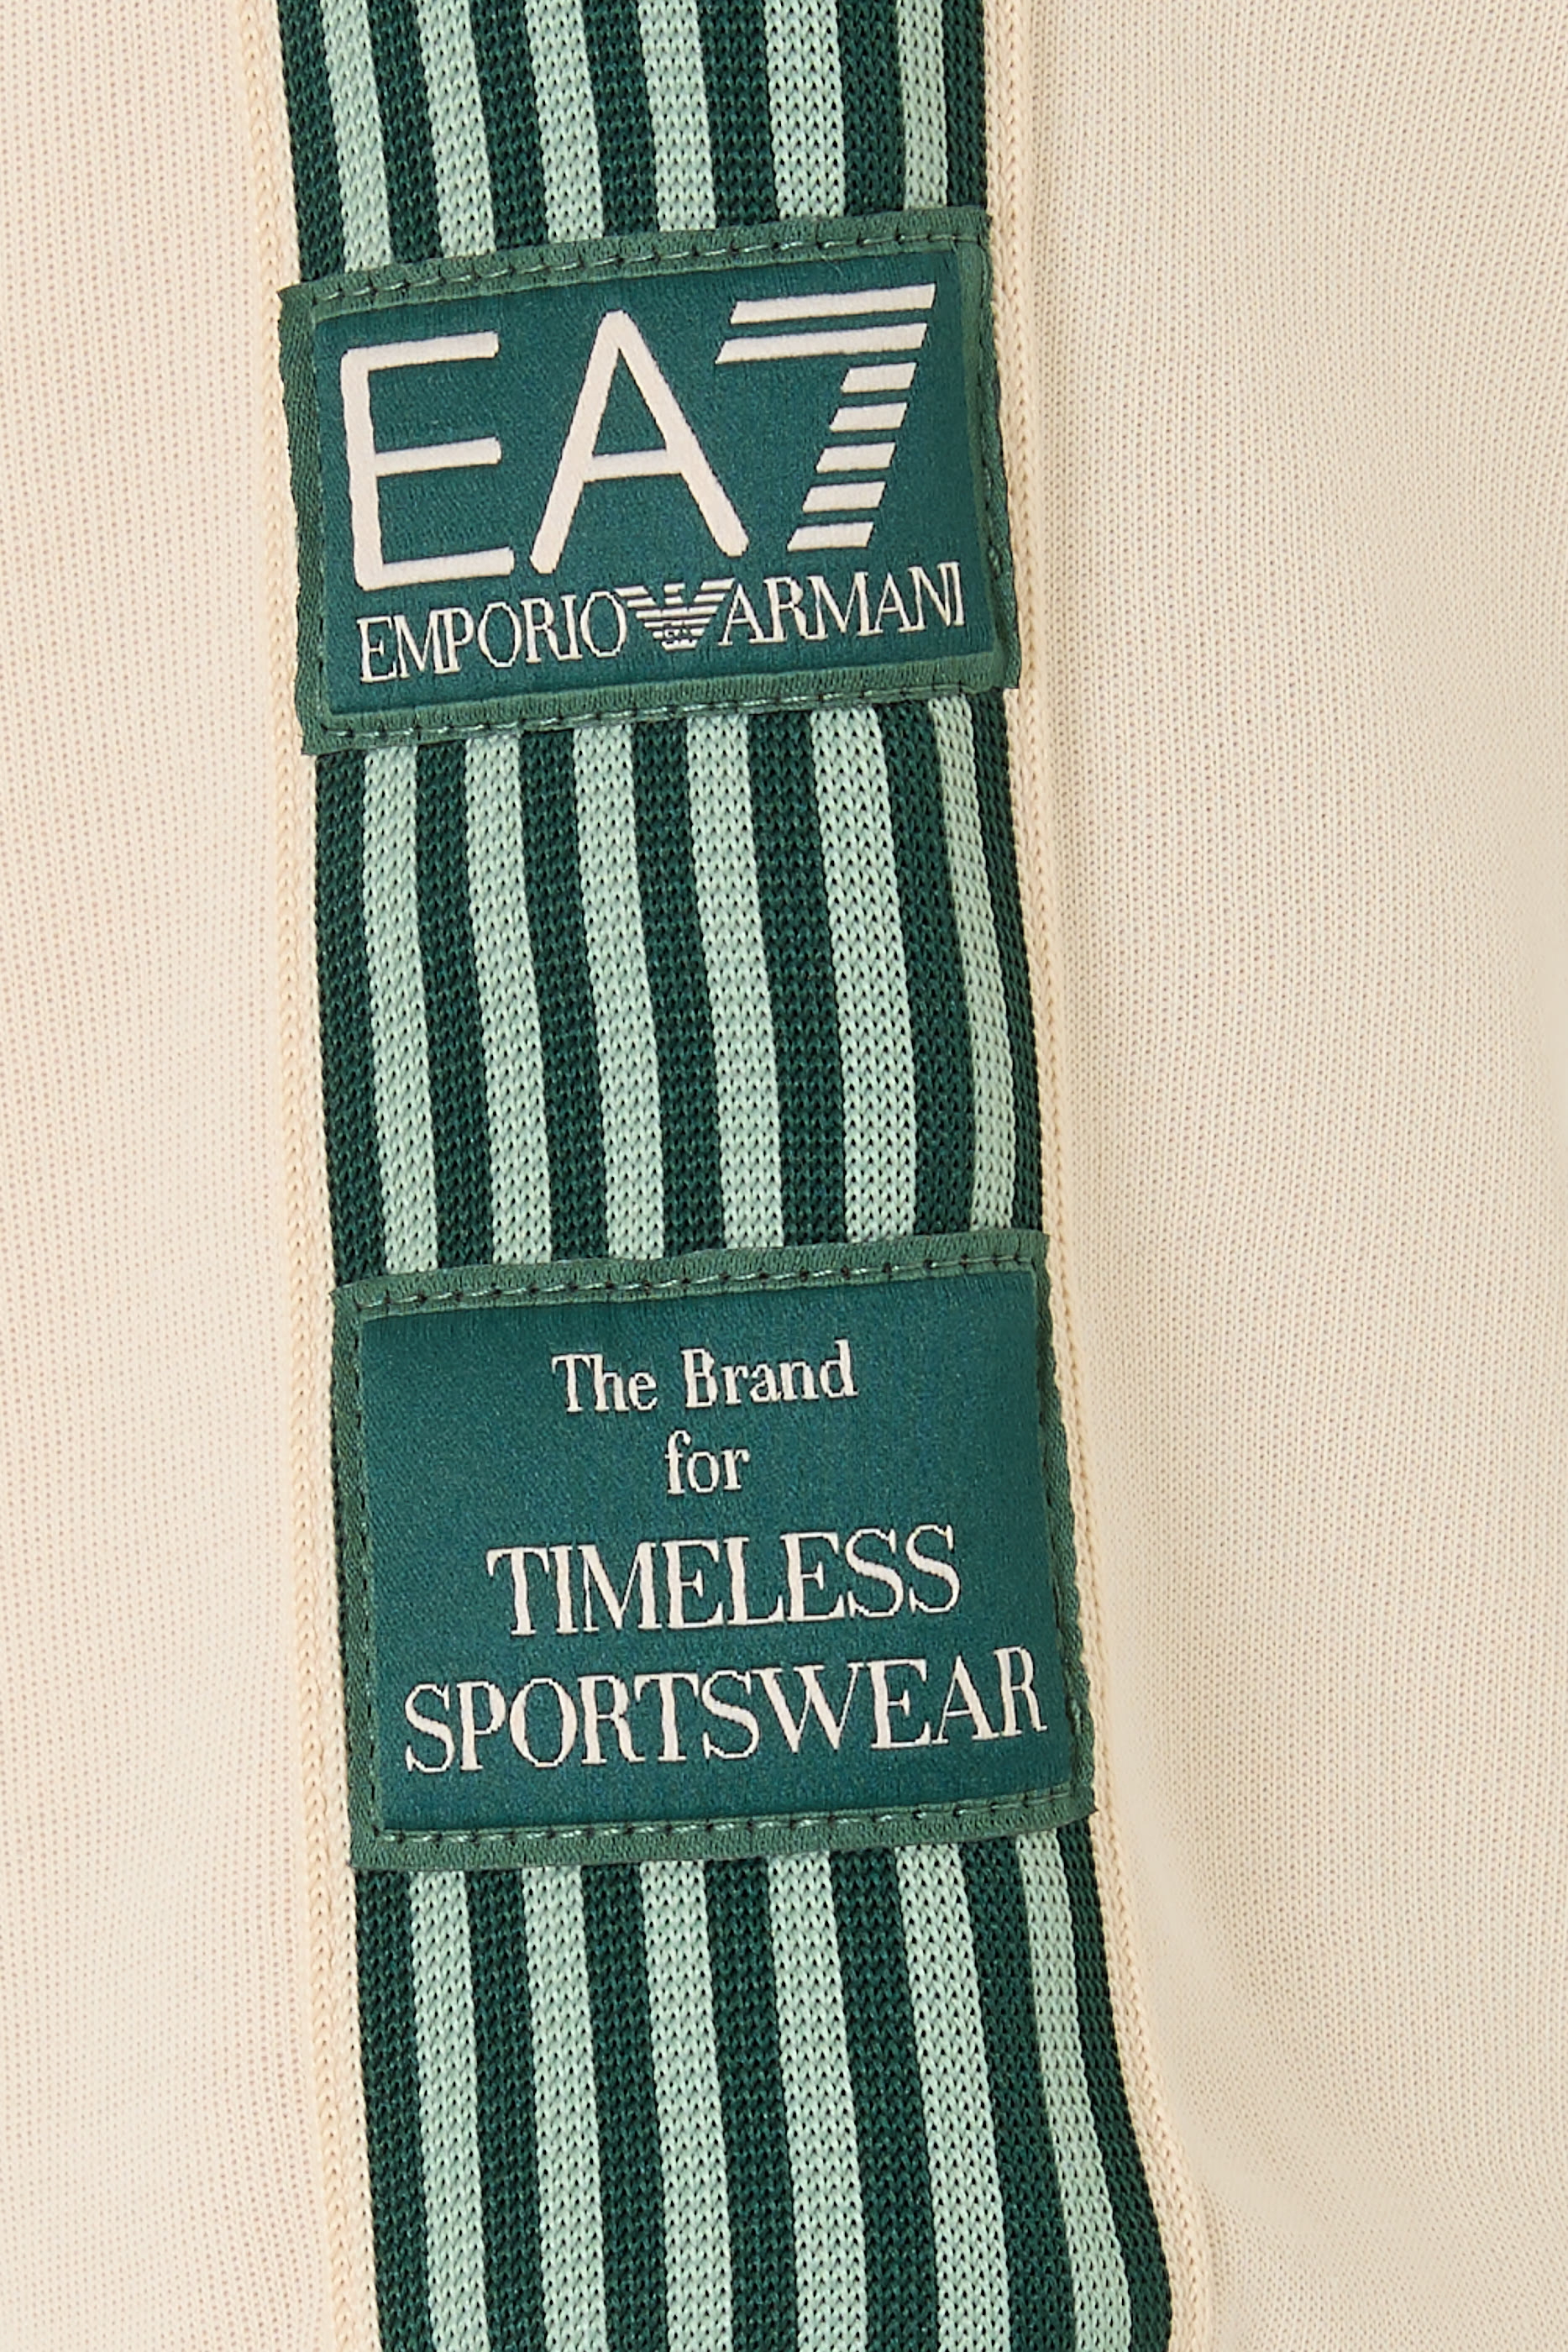 EA7
EMPORIO ARMANI
The Brand
for
TIMELESS
SPORTSWEAR